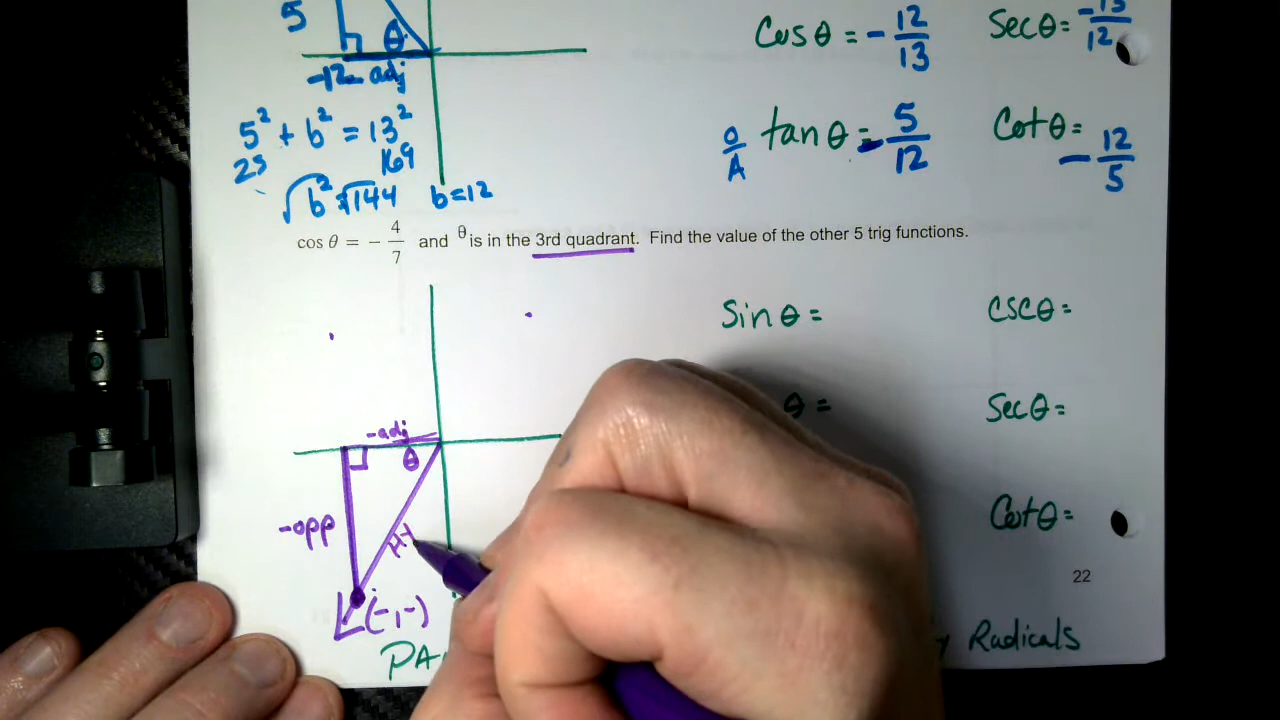 5 θ
-12 adj
5² + b² = 13²
25 169
√b² = √144 b=12
Cos θ = - 12/13
Sec θ = -13/12
O/A tan θ = - 5/12
Cot θ = - 12/5
cos θ = - 4/7 and θ is in the 3rd quadrant. Find the value of the other 5 trig functions.
Sin θ =
csc θ =
θ =
Sec θ =
Cot θ =
-adj
θ
-opp
(-,-)
22
Radicals